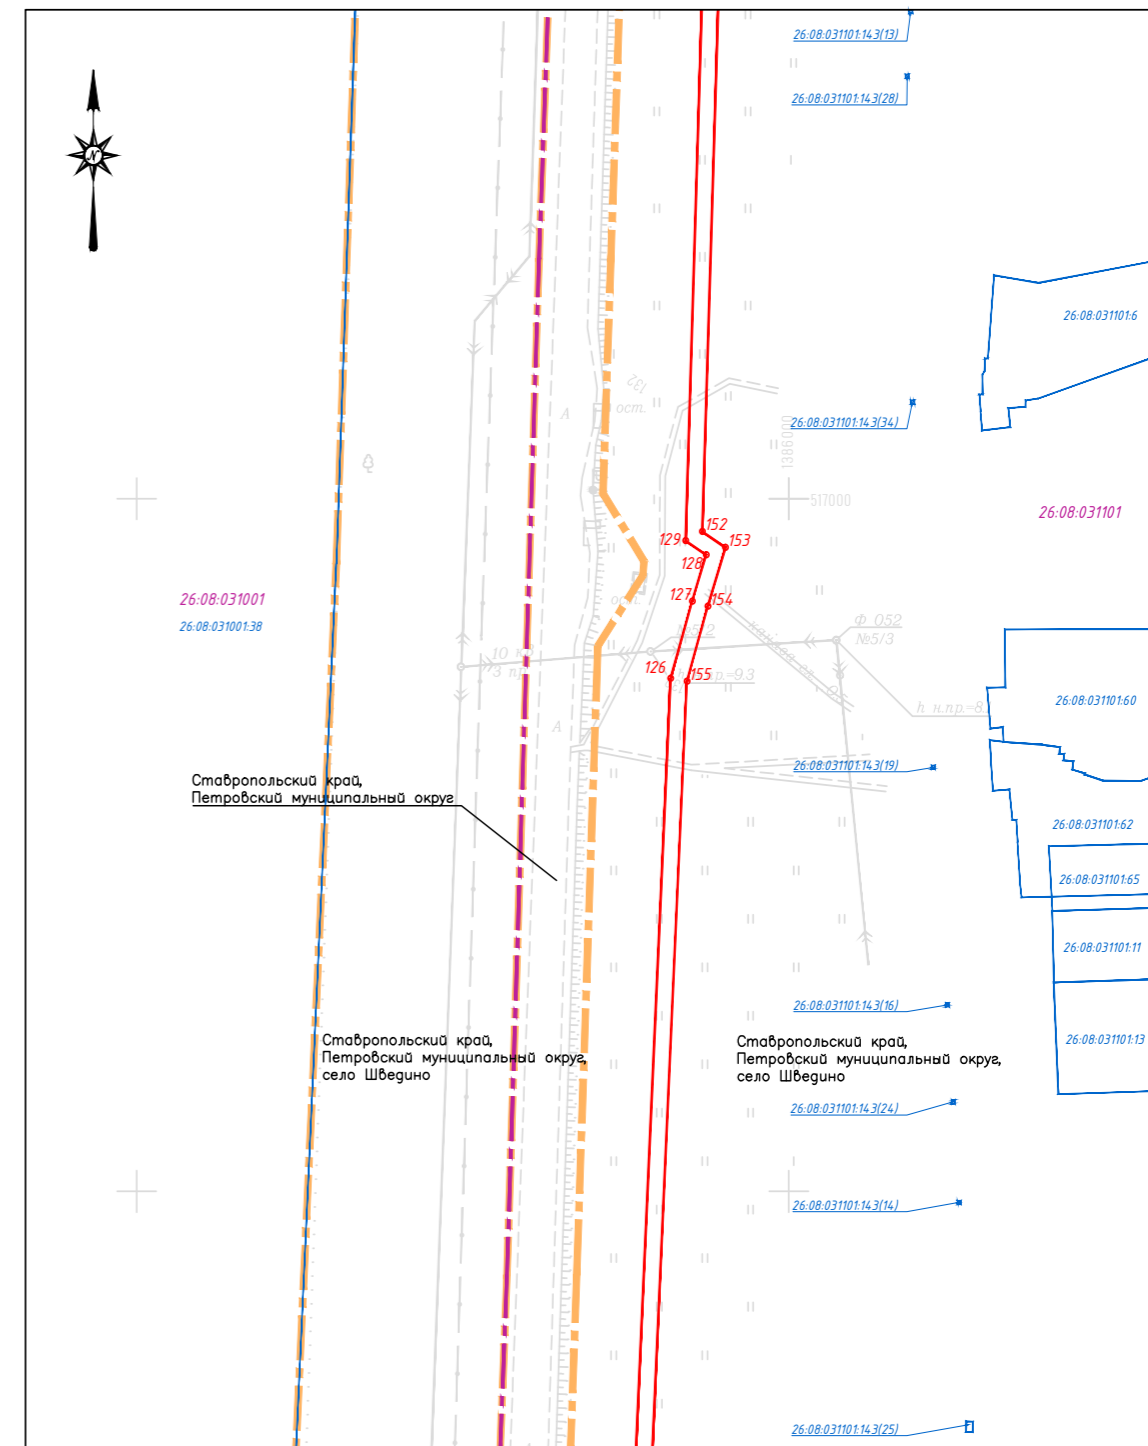 26:08:031101:143(13)
26:08:031101:143(28)
N
26:08:031101:6
132
А
ост.
26:08:031101:143(34)
1386000
517000
26:08:031101
152
129
153
128
26:08:031001
127
154
ост.
26:08:031001:38
Ф 052
№5/3
10
126
155
26:08:031101:60
h н.пр.=8.
А
26:08:031101:143(19)
Ставропольский край,
Петровский муниципальный округ
26:08:031101:62
26:08:031101:65
26:08:031101:11
26:08:031101:143(16)
26:08:031101:13
Ставропольский край,
Петровский муниципальный округ,
село Шведино
Ставропольский край,
Петровский муниципальный округ,
село Шведино
26:08:031101:143(24)
26:08:031101:143(14)
26:08:031101:143(25)